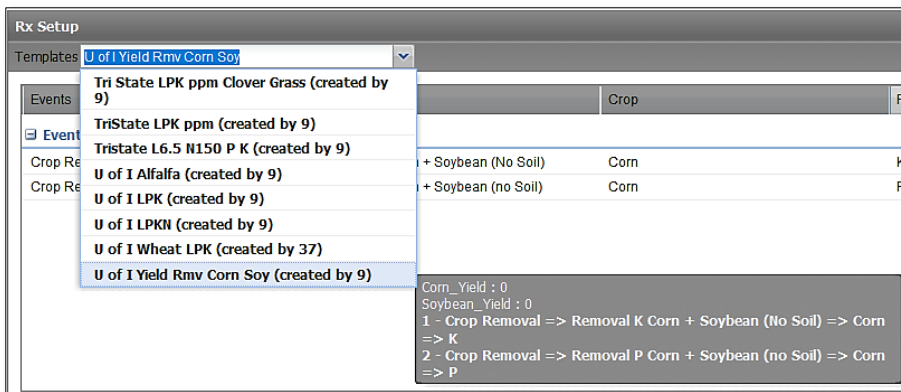 Rx Setup
Templates U of I Yield Rmv Corn Soy
Tri State LPK ppm Clover Grass (created by
9)
TriState LPK ppm (created by 9)
Tristate L6.5 N150 P K (created by 9)
U of I Alfalfa (created by 9)
U of I LPK (created by 9)
U of I LPKN (created by 9)
U of I Wheat LPK (created by 37)
U of I Yield Rmv Corn Soy (created by 9)
Events Crop
Event
Crop Re + Soybean (No Soil) Corn
Crop Re + Soybean (no Soil) Corn
Corn_Yield : 0
Soybean_Yield : 0
1 - Crop Removal => Removal K Corn + Soybean (No Soil) => Corn
=> K
2 - Crop Removal => Removal P Corn + Soybean (no Soil) => Corn
=> P